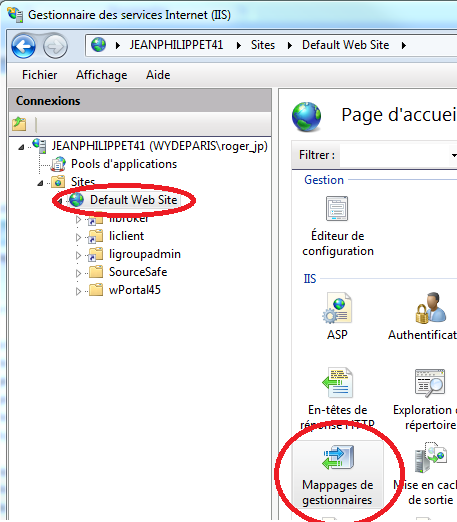 Gestionnaire des services Internet (IIS)
JEANPHILIPPET41 Sites Default Web Site
Fichier Affichage Aide
Connexions
JEANPHILIPPET41 (WYDEPARIS\roger_jp)
Pools d'applications
Sites
Default Web Site
libroker
liclient
ligroupadmin
SourceSafe
wPortal45
Page d'accuei
Filtrer :
Gestion
Éditeur de
configuration
IIS
ASP
Authentificat
En-têtes de
réponse HTTP
Exploration d
répertoire
Mappages de
gestionnaires
Mise en cach
de sortie